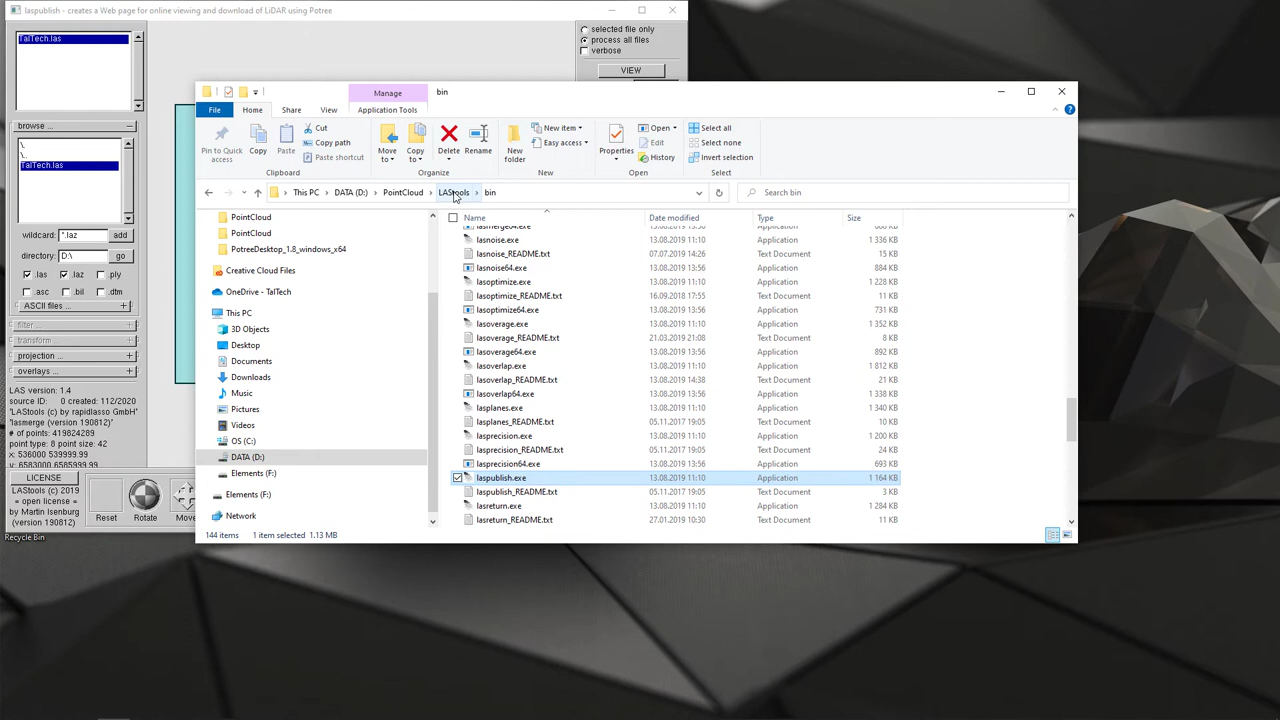 laspublish - creates a Web page for online viewing and download of LiDAR using Potree
TalTech.las
selected file only
process all files
verbose
VIEW
browse ...
\.
\..
TalTech.las
wildcard: *.laz add
directory: D:\ go
.las .laz .ply
.asc .bil .dtm
ASCII files ...
filter ...
transform ...
projection ...
overlays ...
LAS version: 1.4
source ID: 0 created: 112/2020
'LAStools (c) by rapidlasso GmbH'
'lasmerge (version 190812)'
# of points: 419824289
point type: 8 point size: 42
x: 536000 539999.99
y: 6583000 6585999.99
LICENSE
LAStools (c) 2019
= open license =
by Martin Isenburg
(version 190812)
Reset Rotate Move
Recycle Bin
Manage bin
File Home Share View Application Tools
Pin to Quick access
Copy
Paste
Cut
Copy path
Paste shortcut
Clipboard
Move to
Copy to
Delete
Rename
Organize
New folder
New item
Easy access
New
Properties
Open
Edit
History
Open
Select all
Select none
Invert selection
Select
This PC DATA (D:) PointCloud LAStools bin
Search bin
PointCloud
PointCloud
PotreeDesktop_1.8_windows_x64
Creative Cloud Files
OneDrive - TalTech
This PC
3D Objects
Desktop
Documents
Downloads
Music
Pictures
Videos
OS (C:)
DATA (D:)
Elements (F:)
Elements (F:)
Network
Name Date modified Type Size
lasmerge64.exe 13.08.2019 13:56 Application
lasnoise.exe 13.08.2019 11:10 Application 1 336 KB
lasnoise_README.txt 07.07.2019 14:26 Text Document 15 KB
lasnoise64.exe 13.08.2019 13:56 Application 884 KB
lasoptimize.exe 13.08.2019 11:10 Application 1 228 KB
lasoptimize_README.txt 16.09.2018 17:55 Text Document 11 KB
lasoptimize64.exe 13.08.2019 13:56 Application 731 KB
lasoverage.exe 13.08.2019 11:10 Application 1 352 KB
lasoverage_README.txt 21.03.2018 21:08 Text Document 8 KB
lasoverage64.exe 13.08.2019 13:56 Application 892 KB
lasoverlap.exe 13.08.2019 11:10 Application 1 812 KB
lasoverlap_README.txt 13.08.2019 14:38 Text Document 21 KB
lasoverlap64.exe 13.08.2019 13:56 Application 1 338 KB
lasplanes.exe 13.08.2019 11:10 Application 1 340 KB
lasplanes_README.txt 05.11.2017 19:05 Text Document 10 KB
lasprecision.exe 13.08.2019 11:10 Application 1 200 KB
lasprecision_README.txt 05.11.2017 19:05 Text Document 24 KB
lasprecision64.exe 13.08.2019 13:56 Application 693 KB
laspublish.exe 13.08.2019 11:10 Application 1 164 KB
laspublish_README.txt 05.11.2017 19:05 Text Document 3 KB
lasreturn.exe 13.08.2019 11:10 Application 1 284 KB
lasreturn_README.txt 27.01.2019 10:30 Text Document 11 KB
144 items 1 item selected 1.13 MB